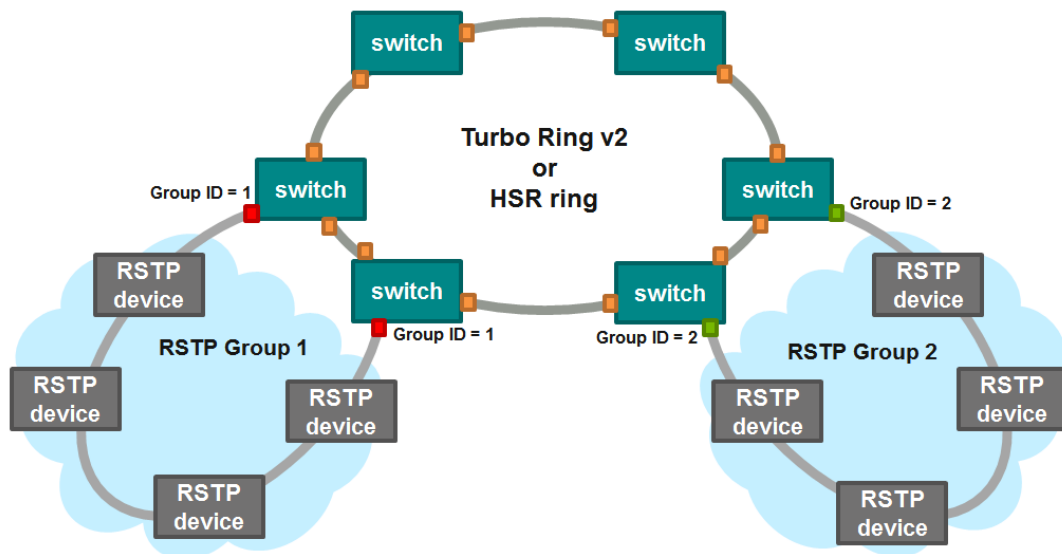 switch
switch
Turbo Ring v2
or
HSR ring
switch
switch
Group ID = 1
Group ID = 2
switch
switch
Group ID = 1
Group ID = 2
RSTP
device
RSTP
device
RSTP Group 1
RSTP Group 2
RSTP
device
RSTP
device
RSTP
device
RSTP
device
RSTP
device
RSTP
device